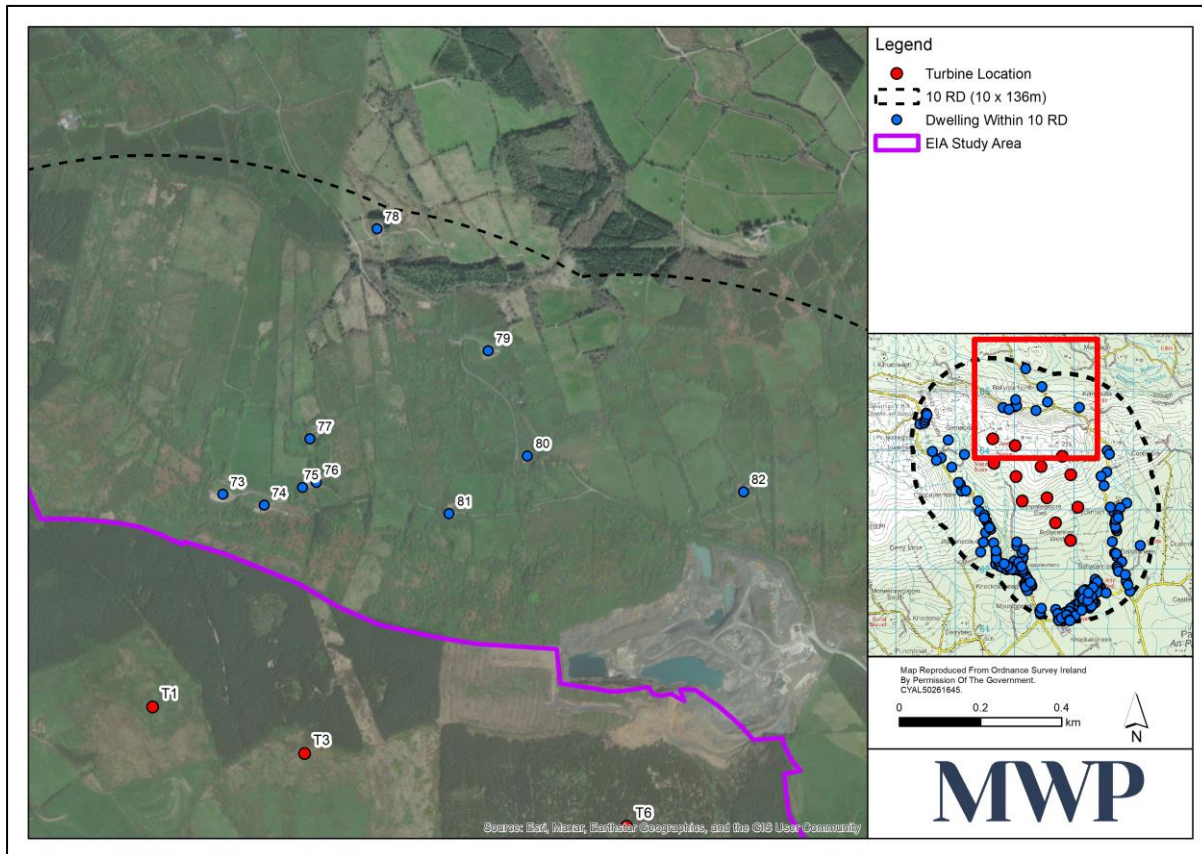 78
79
77
80
76
75
73
82
74
81
T1
T3
T6
Source: Esri, Maxar, Earthstar Geographics, and the GIS User Community
Legend
Turbine Location
10 RD (10 x 136m)
Dwelling Within 10 RD
EIA Study Area
Map Reproduced From Ordnance Survey Ireland
By Permission Of The Government.
CYAL50261645.
0 0.2 0.4
km
N
MWP